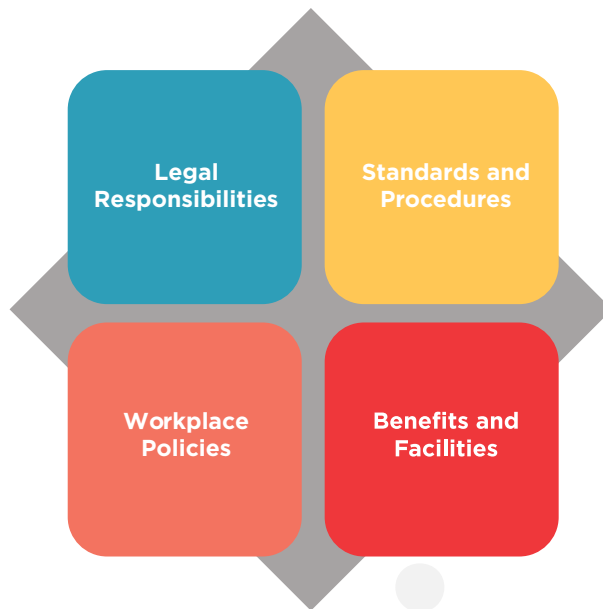 Legal
Responsibilities
Standards and
Procedures
Workplace
Policies
Benefits and
Facilities